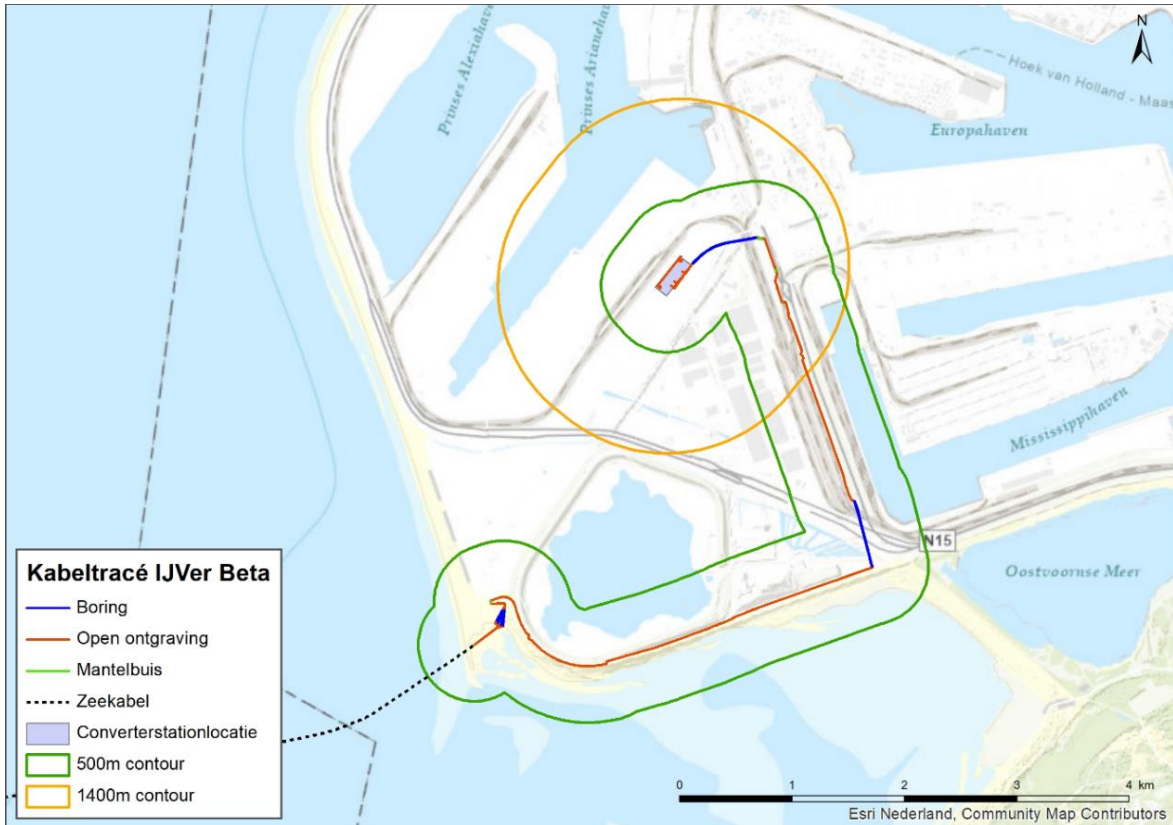 N
Prinses Alexiahaven
Prinses Arianehaven
Hoek van Holland - Maas
Europahaven
Mississippihaven
N15
Oostvoornse Meer
Kabeltracé IJVer Beta
Boring
Open ontgraving
Mantelbuis
Zeekabel
Converterstationlocatie
500m contour
1400m contour
0 1 2 3 4 km
Esri Nederland, Community Map Contributors